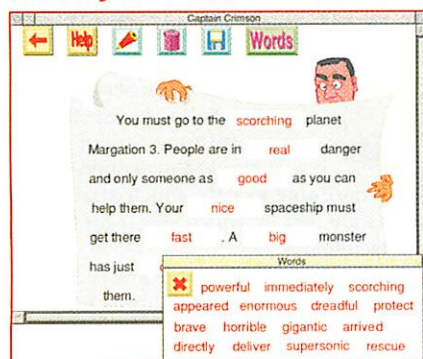 Captain Crimson
Help Words
You must go to the scorching planet
Margation 3. People are in real danger
and only someone as good as you can
help them. Your nice spaceship must
get there fast . A big monster
has just
them.
Words
powerful immediately scorching
appeared enormous dreadful protect
brave horrible gigantic arrived
directly deliver supersonic rescue